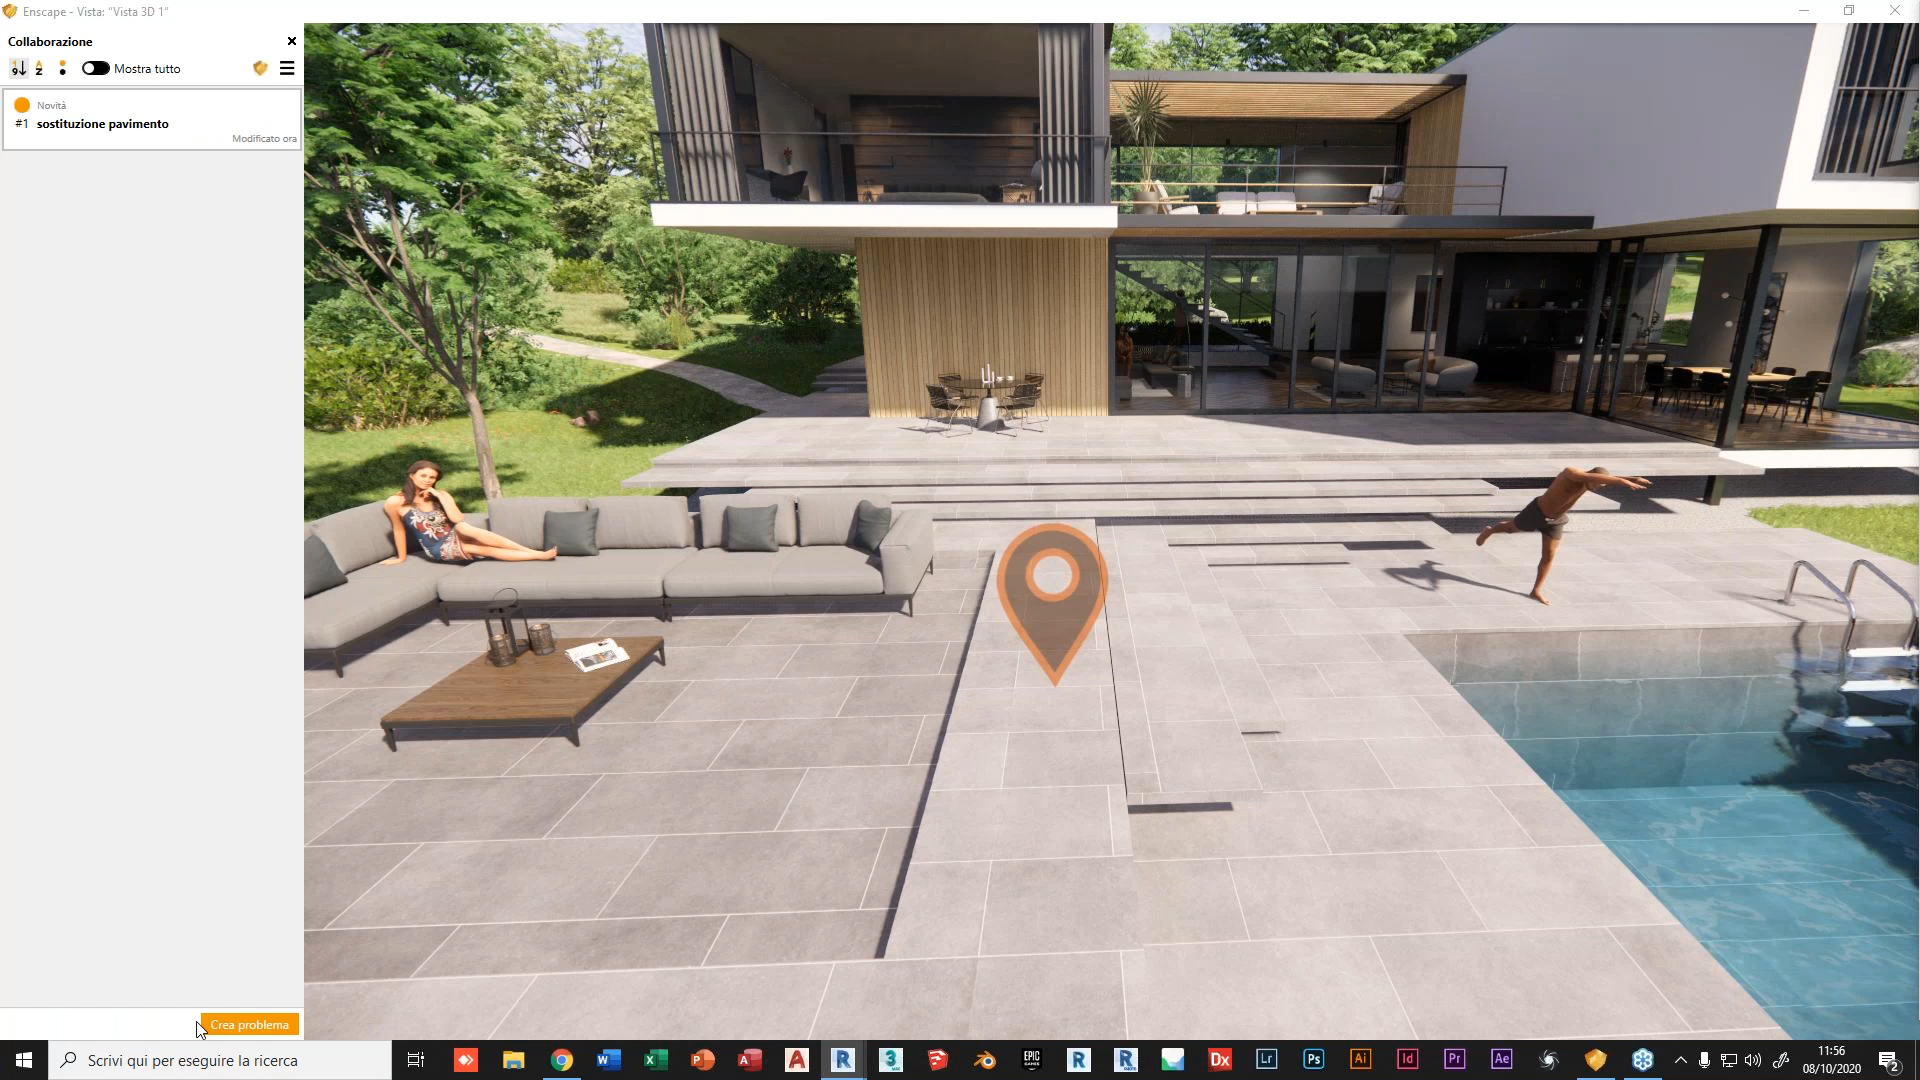 Enscape - Vista: "Vista 3D 1"
Collaborazione
Mostra tutto
Novità
#1 sostituzione pavimento
Modificato ora
Crea problema
Scrivi qui per eseguire la ricerca
11:56
08/10/2020
2